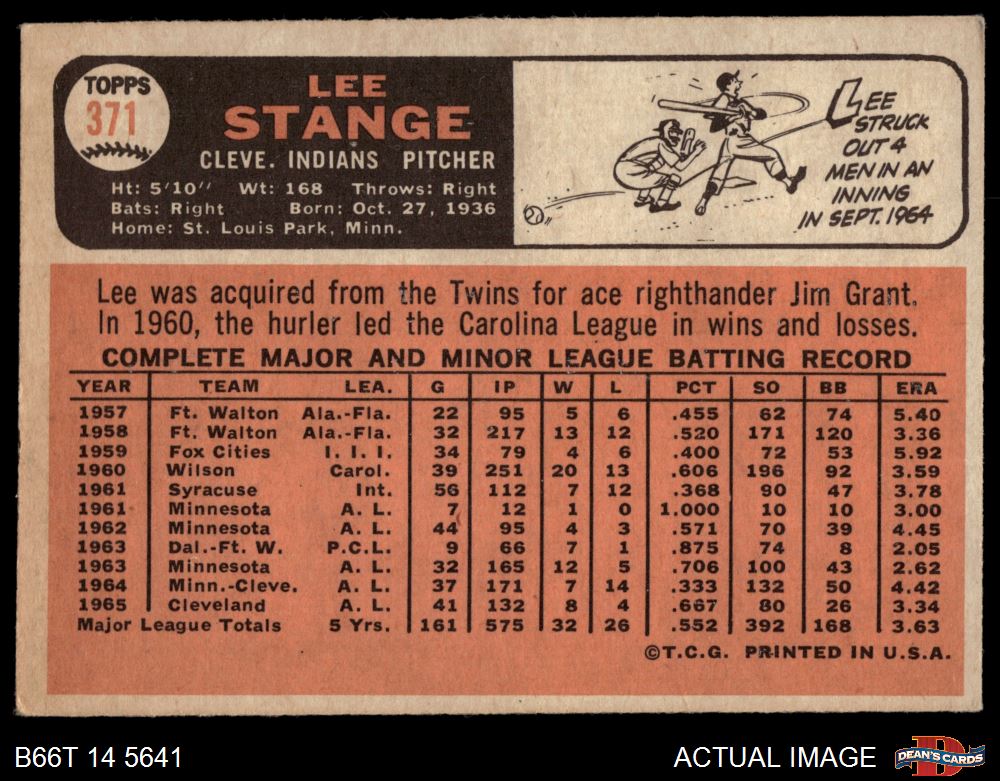 TOPPS
371
LEE
STANGE
CLEVE. INDIANS PITCHER
Ht: 5'10" Wt: 168 Throws: Right
Bats: Right Born: Oct. 27, 1936
Home: St. Louis Park, Minn.
LEE
STRUCK
OUT 4
MEN IN AN
INNING
IN SEPT. 1964
Lee was acquired from the Twins for ace righthander Jim Grant.
In 1960, the hurler led the Carolina League in wins and losses.
COMPLETE MAJOR AND MINOR LEAGUE BATTING RECORD
YEAR TEAM LEA. G IP W L PCT SO BB ERA
1957 Ft. Walton Ala.-Fla. 22 95 5 6 .455 62 74 5.40
1958 Ft. Walton Ala.-Fla. 32 217 13 12 .520 171 120 3.36
1959 Fox Cities I. I. I. 34 79 4 6 .400 72 53 5.92
1960 Wilson Carol. 39 251 20 13 .606 196 92 3.59
1961 Syracuse Int. 56 112 7 12 .368 90 47 3.78
1961 Minnesota A. L. 7 12 1 0 1.000 10 10 3.00
1962 Minnesota A. L. 44 95 4 3 .571 70 39 4.45
1963 Dal.-Ft. W. P.C.L. 9 66 7 1 .875 74 8 2.05
1963 Minnesota A. L. 32 165 12 5 .706 100 43 2.62
1964 Minn.-Cleve. A. L. 37 171 7 14 .333 132 50 4.42
1965 Cleveland A. L. 41 132 8 4 .667 80 26 3.34
Major League Totals 5 Yrs. 161 575 32 26 .552 392 168 3.63
©T.C.G. PRINTED IN U.S.A.
B66T 14 5641
ACTUAL IMAGE
DEAN'S CARDS